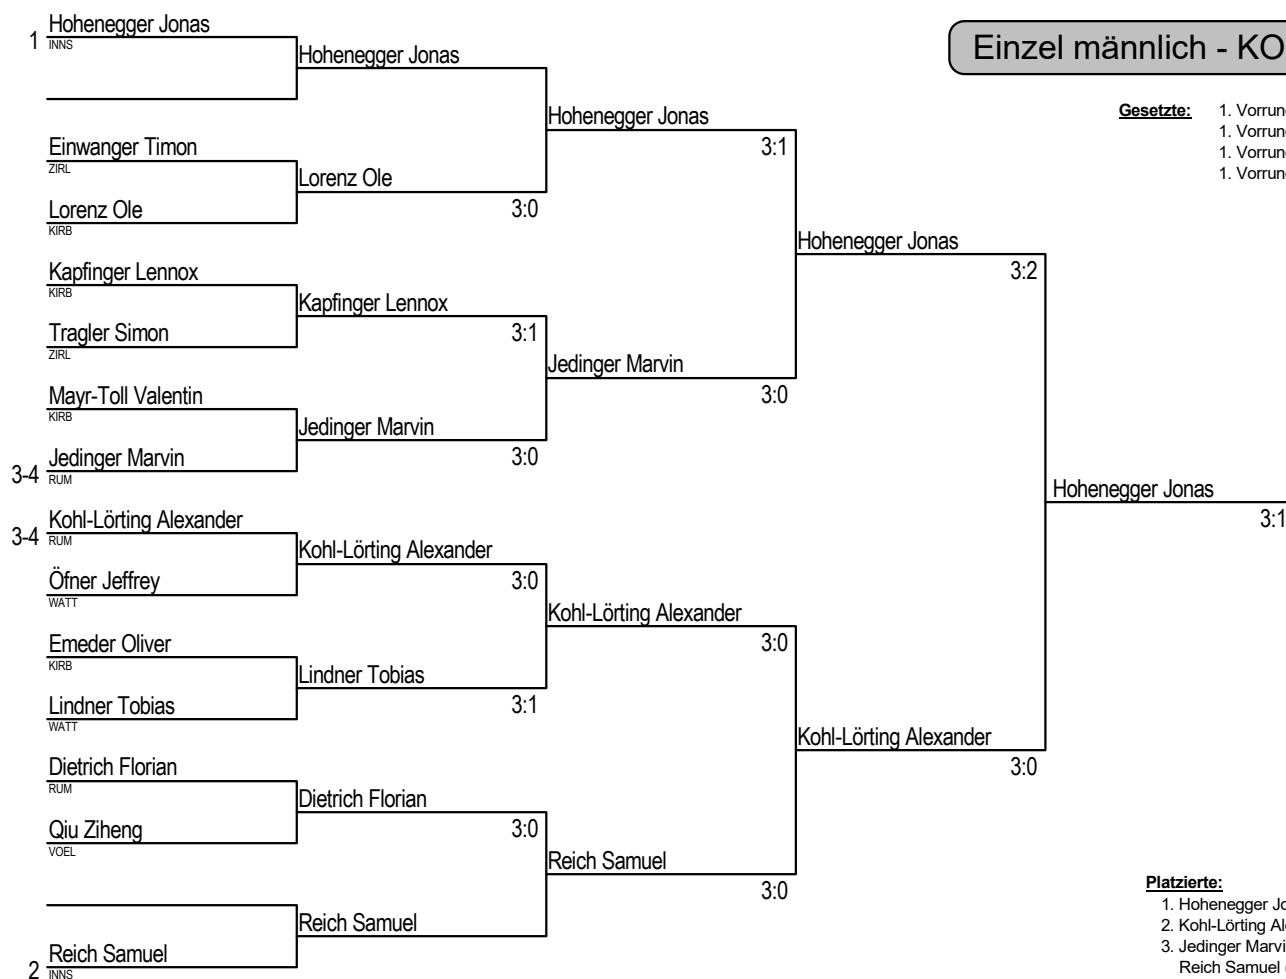 Einzel männlich - KO
Gesetzte: 1. Vorrun
1. Vorrun
1. Vorrun
1. Vorrun
1 Hohenegger Jonas
INNS
Einwanger Timon
ZIRL
Lorenz Ole
KIRB
Kapfinger Lennox
KIRB
Tragler Simon
ZIRL
Mayr-Toll Valentin
KIRB
3-4 Jedinger Marvin
RUM
3-4 Kohl-Lörting Alexander
RUM
Öfner Jeffrey
WATT
Emeder Oliver
KIRB
Lindner Tobias
WATT
Dietrich Florian
RUM
Qiu Ziheng
VOEL
2 Reich Samuel
INNS
Hohenegger Jonas
Lorenz Ole
3:0
Kapfinger Lennox
3:1
Jedinger Marvin
3:0
Kohl-Lörting Alexander
3:0
Lindner Tobias
3:1
Dietrich Florian
3:0
Reich Samuel
Hohenegger Jonas
3:1
Jedinger Marvin
3:0
Kohl-Lörting Alexander
3:0
Reich Samuel
3:0
Hohenegger Jonas
3:2
Kohl-Lörting Alexander
3:0
Hohenegger Jonas
3:1
Platzierte:
1. Hohenegger Jo
2. Kohl-Lörting Al
3. Jedinger Marvi
Reich Samuel